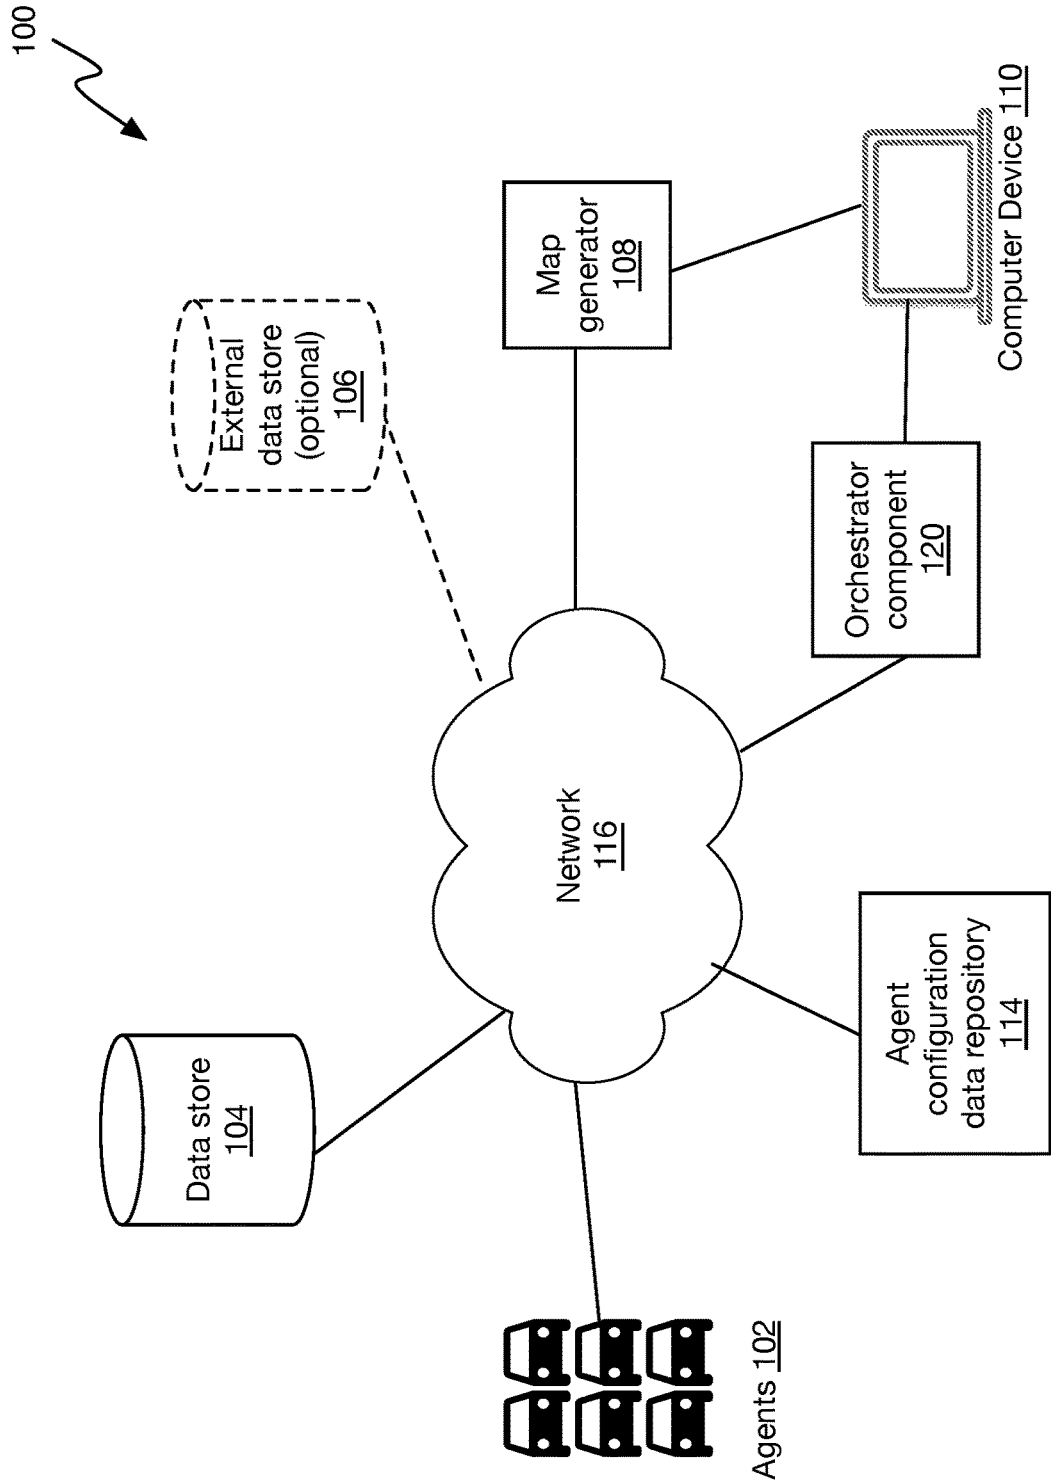 100
External
data store
(optional)
106
Data store
104
Map
generator
108
Network
116
Agents 102
Orchestrator
component
120
Computer Device 110
Agent
configuration
data repository
114